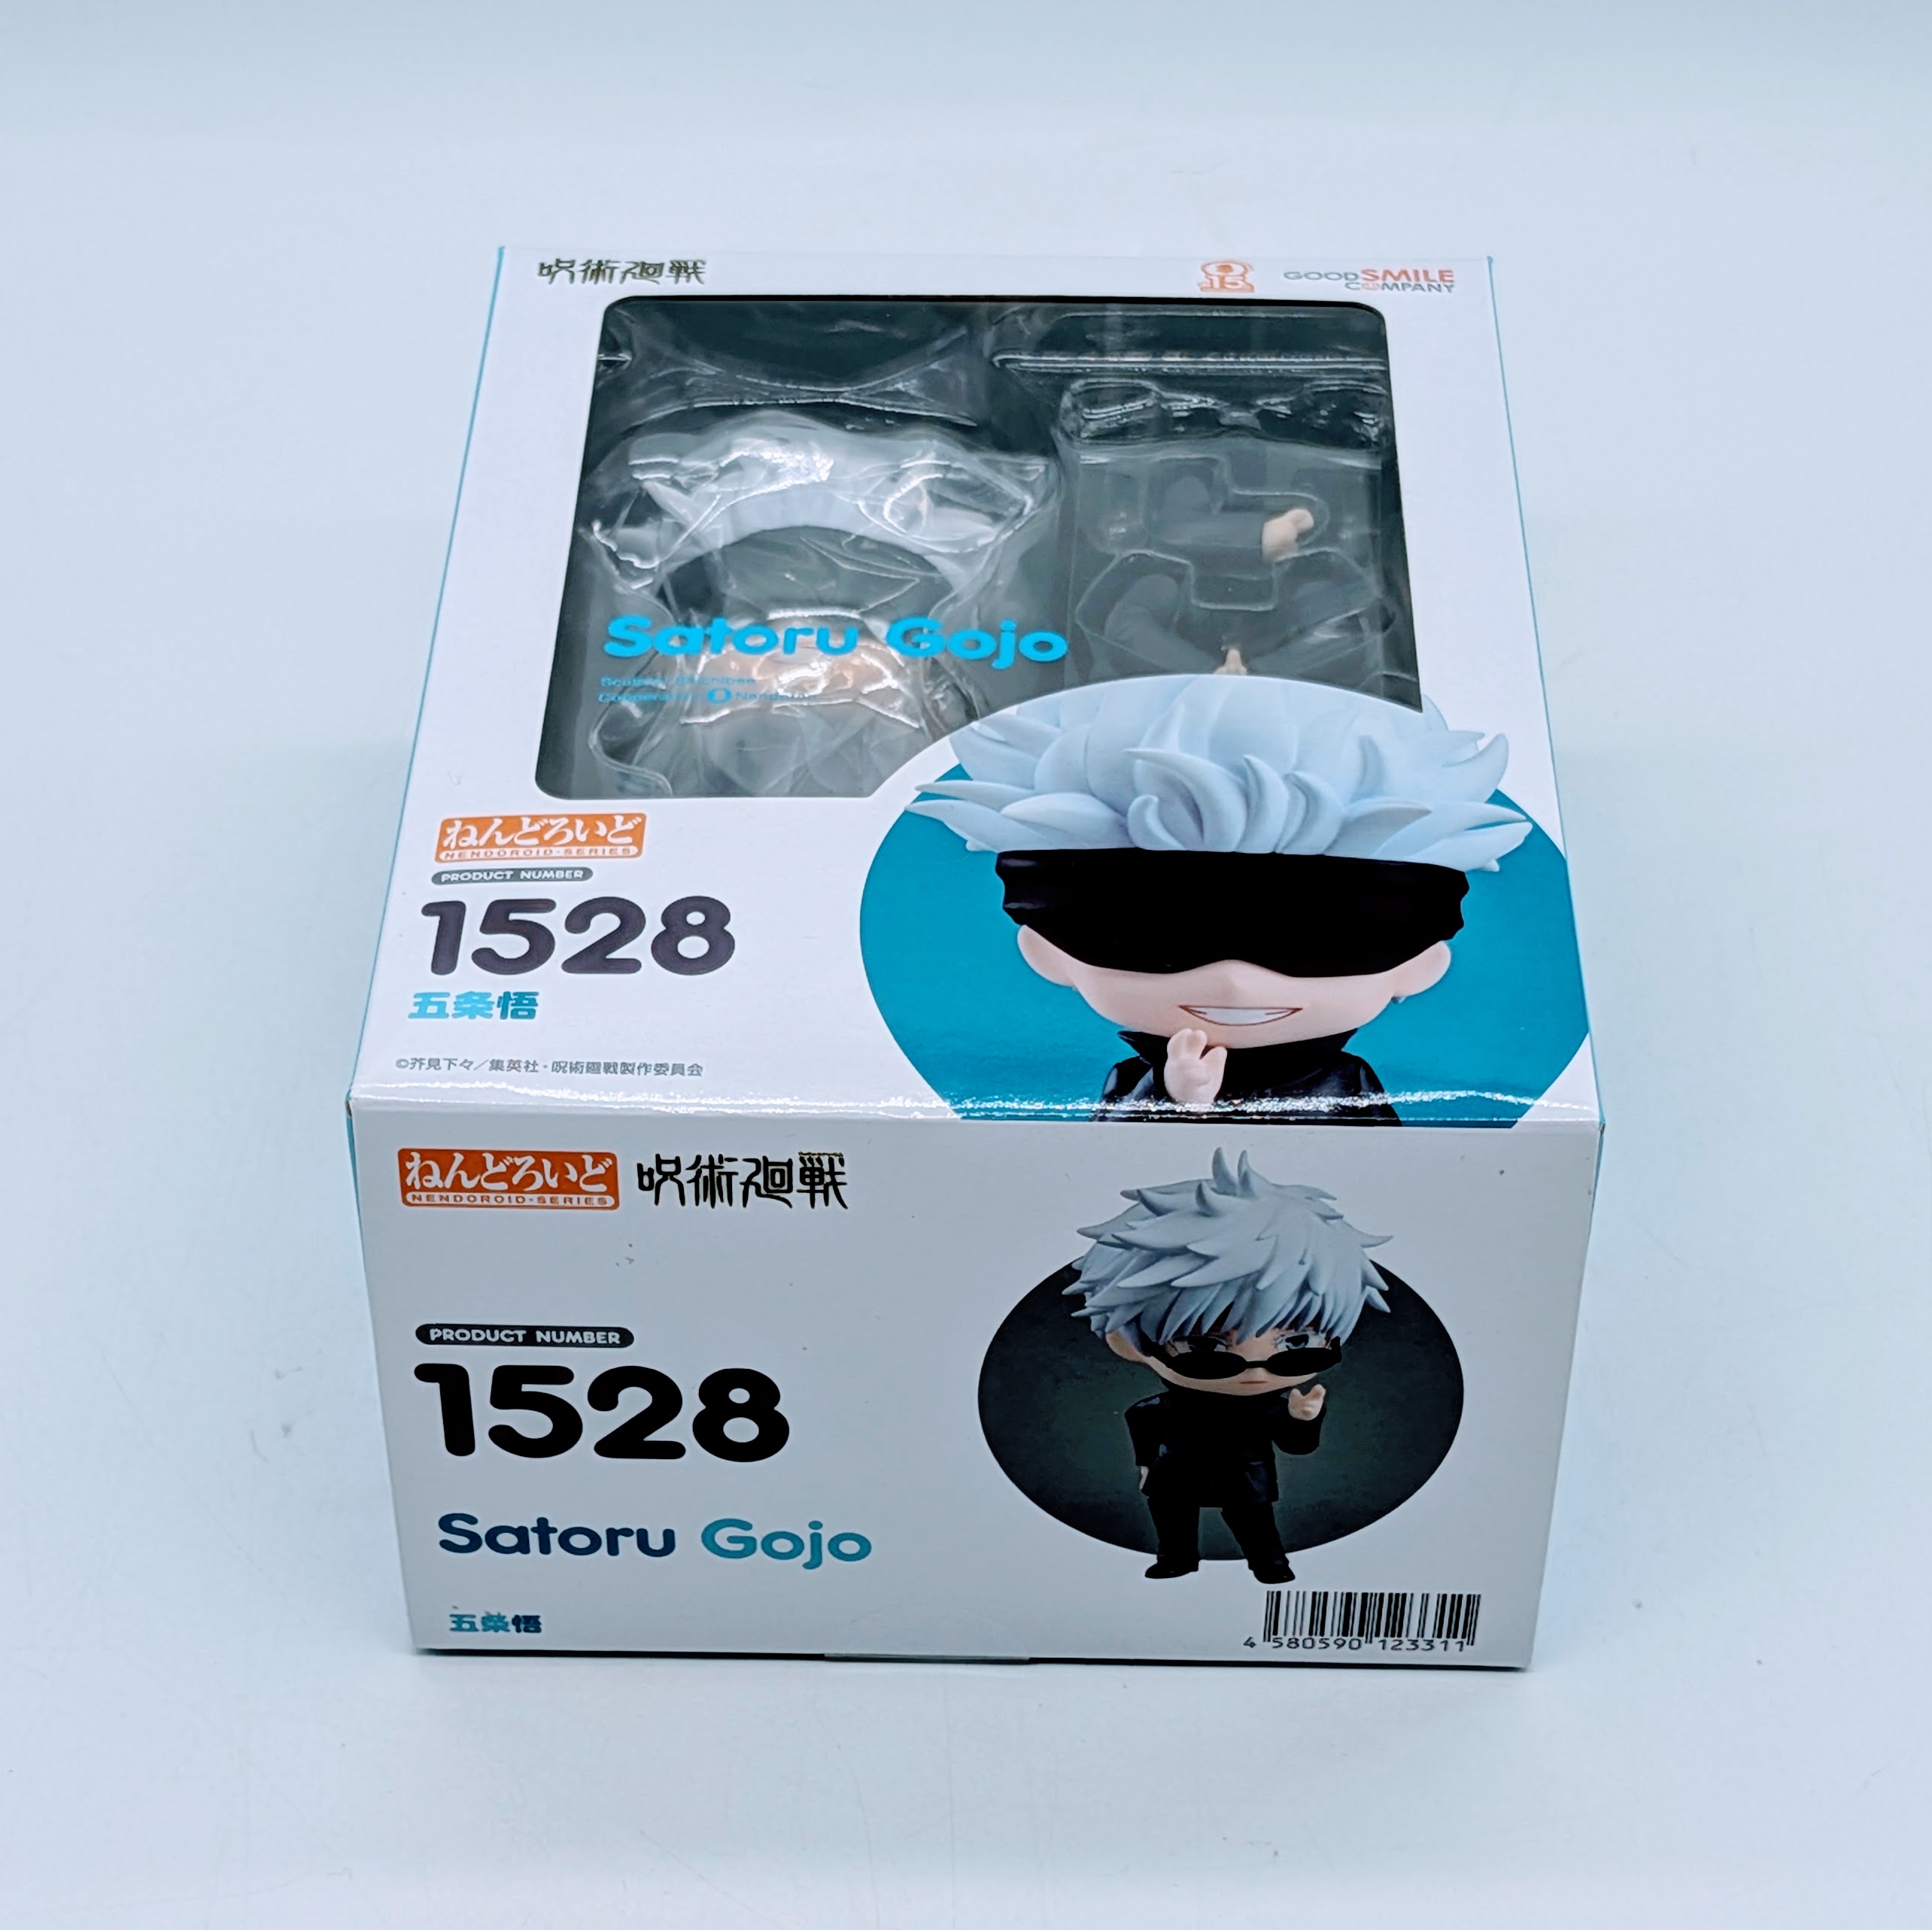 呪術廻戦
15
GOODSMILE
COMPANY
Satoru Gojo
ねんどろいど
NENDOROID-SERIES
PRODUCT NUMBER
1528
五条悟
©芥見下々／集英社・呪術廻戦製作委員会
ねんどろいど
NENDOROID-SERIES
呪術廻戦
PRODUCT NUMBER
1528
Satoru Gojo
五条悟
4 580590 123311